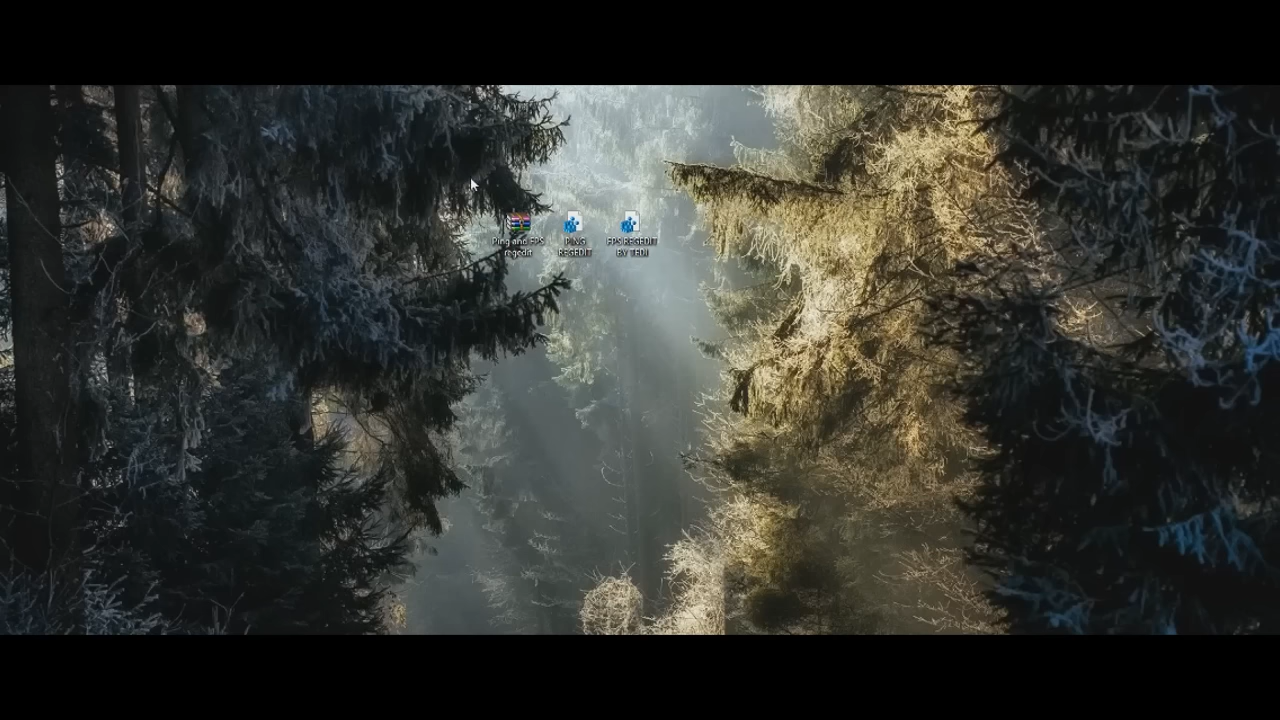 Ping and FPS
regedit
PING
REGEDIT
FPS REGEDIT
BY TEDI